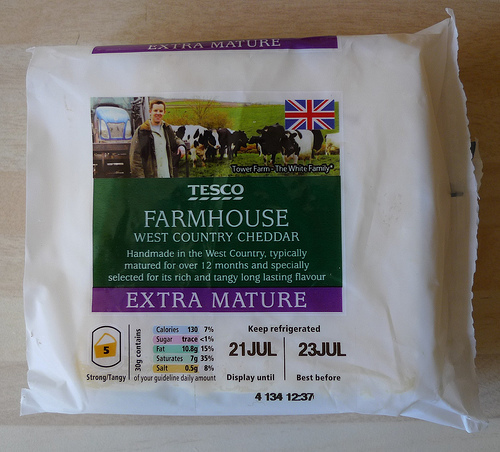 EXTRA MATURE
Tower Farm - The White Family*
TESCO
FARMHOUSE
WEST COUNTRY CHEDDAR
Handmade in the West Country, typically
matured for over 12 months and specially
selected for its rich and tangy long lasting flavour
EXTRA MATURE
5
Strong/Tangy
30g contains
Calories 130 7%
Sugar trace <1%
Fat 10.8g 15%
Saturates 7g 35%
Salt 0.5g 8%
of your guideline daily amount
Keep refrigerated
21JUL 23JUL
Display until Best before
4 134 12:37